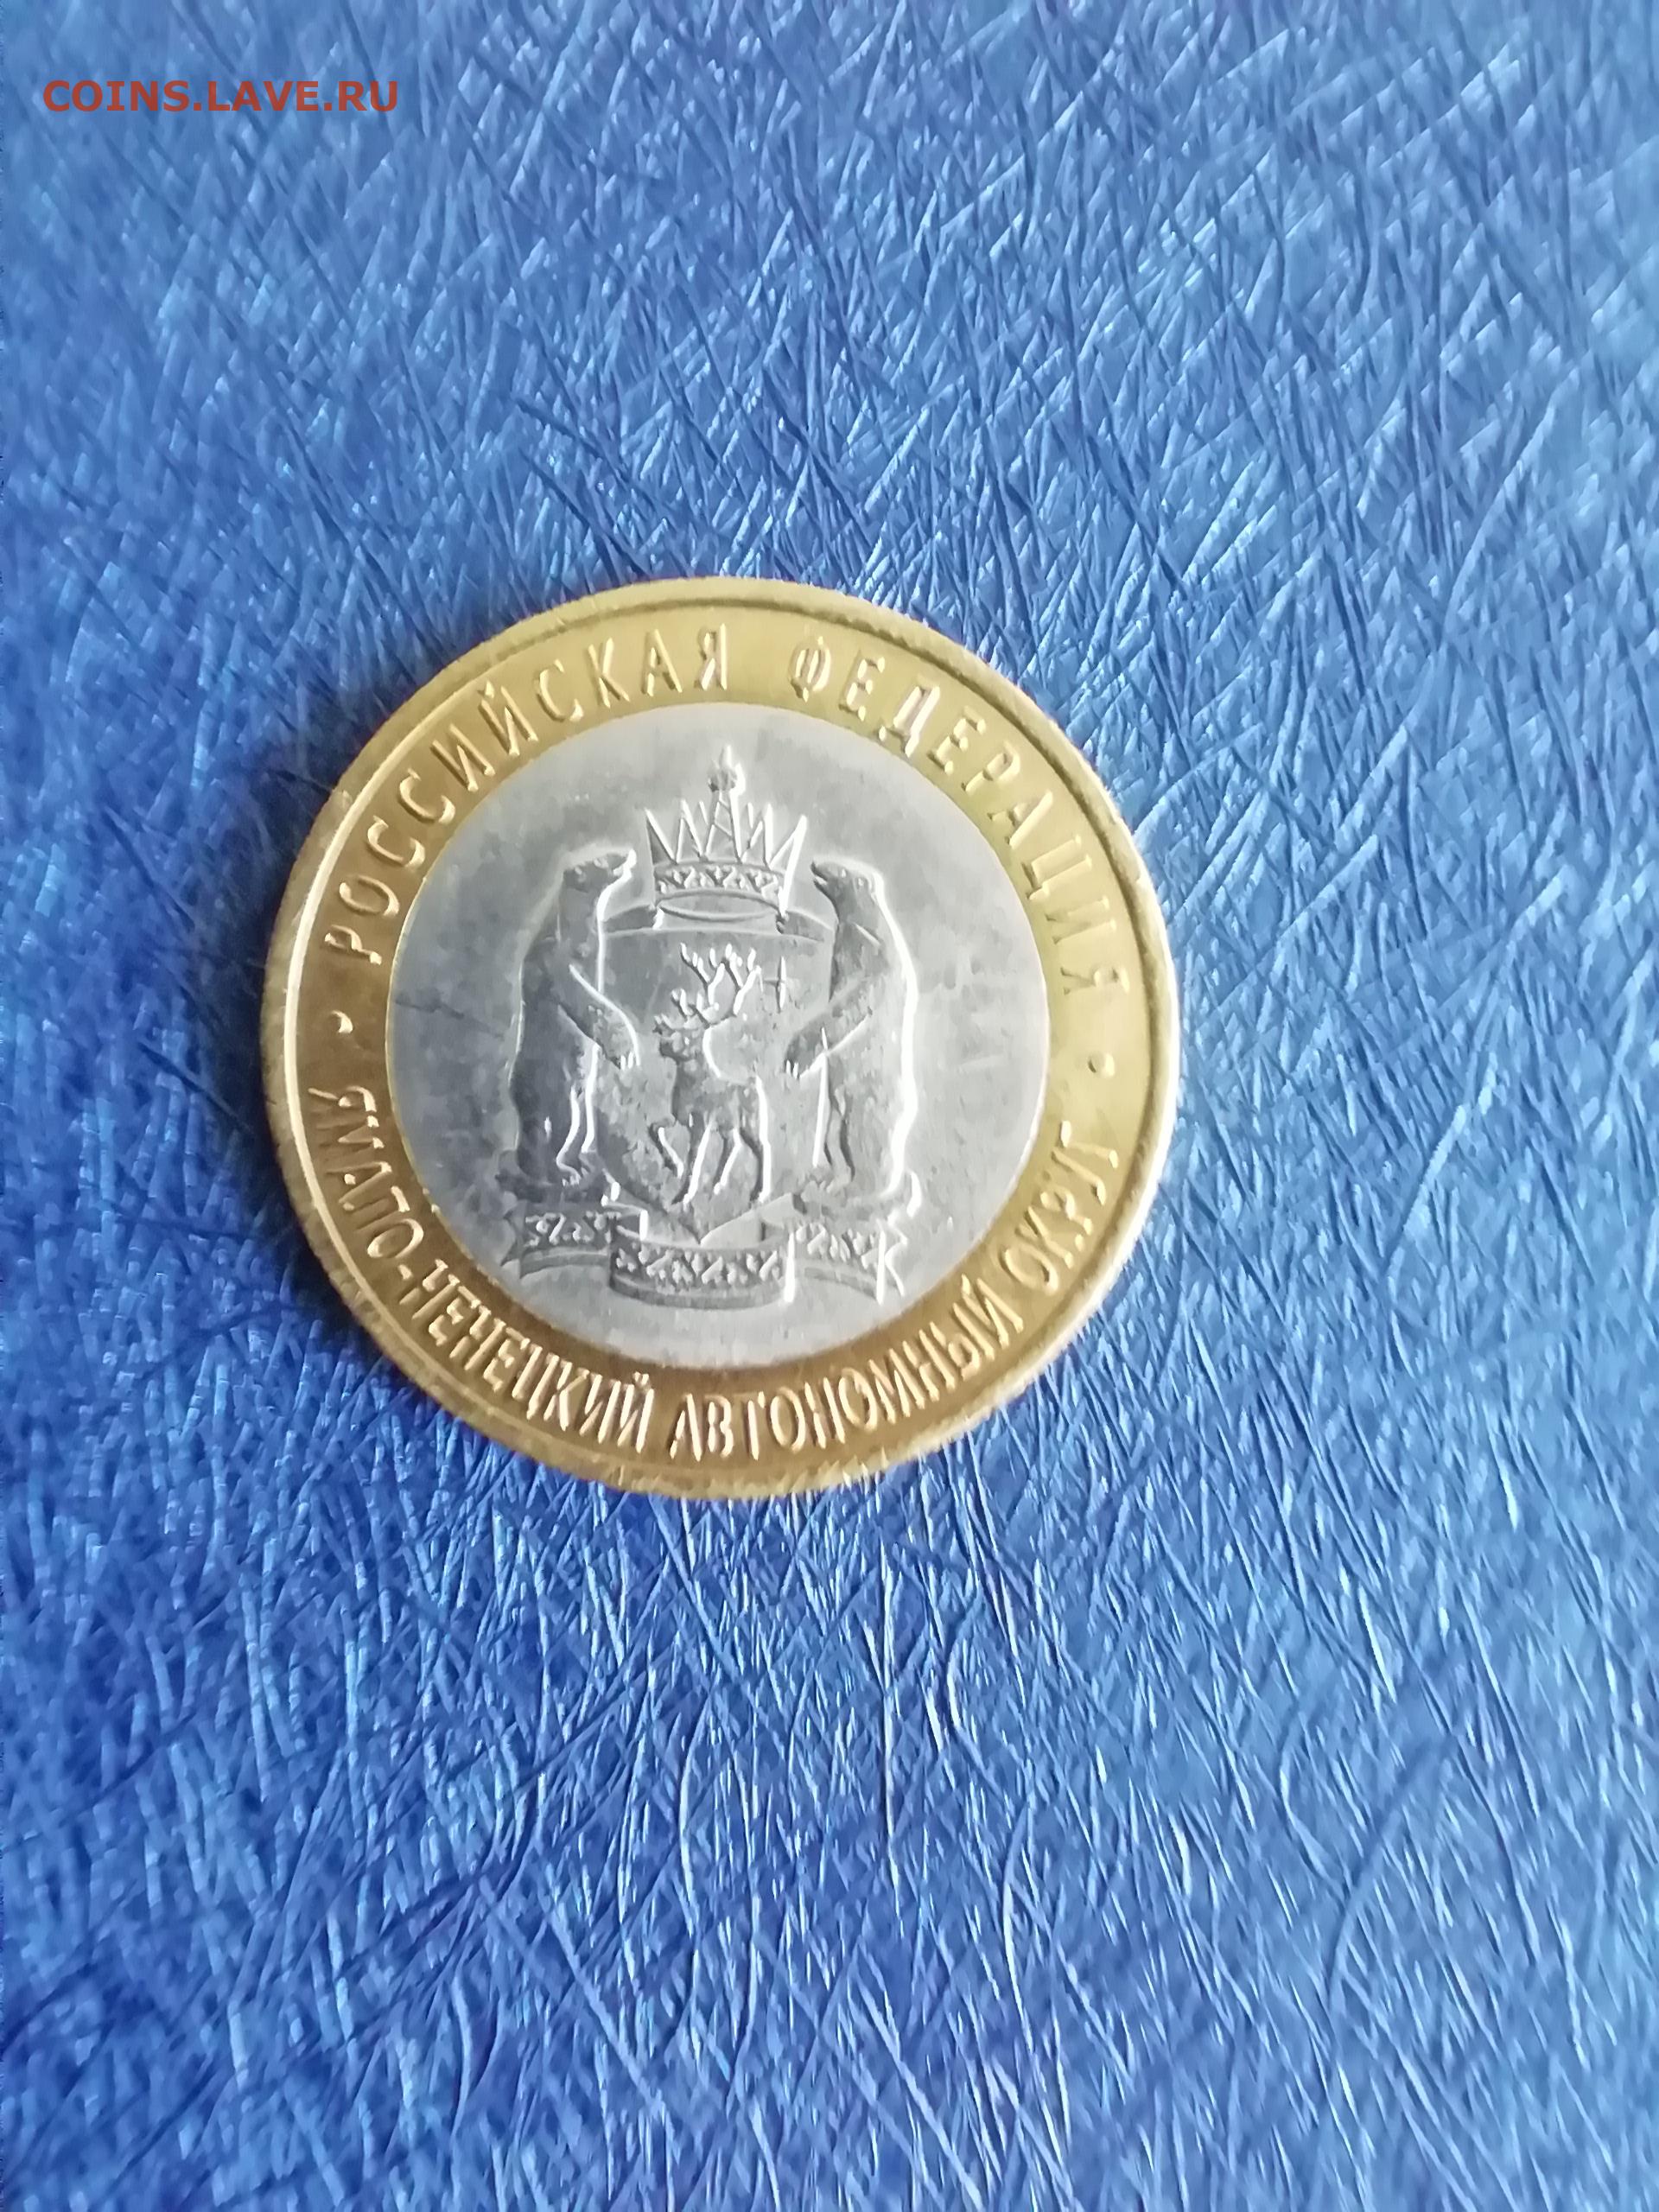 COINS.LAVE.RU
РОССИЙСКАЯ ФЕДЕРАЦИЯ
ЯМАЛО-НЕНЕЦКИЙ АВТОНОМНЫЙ ОКРУГ